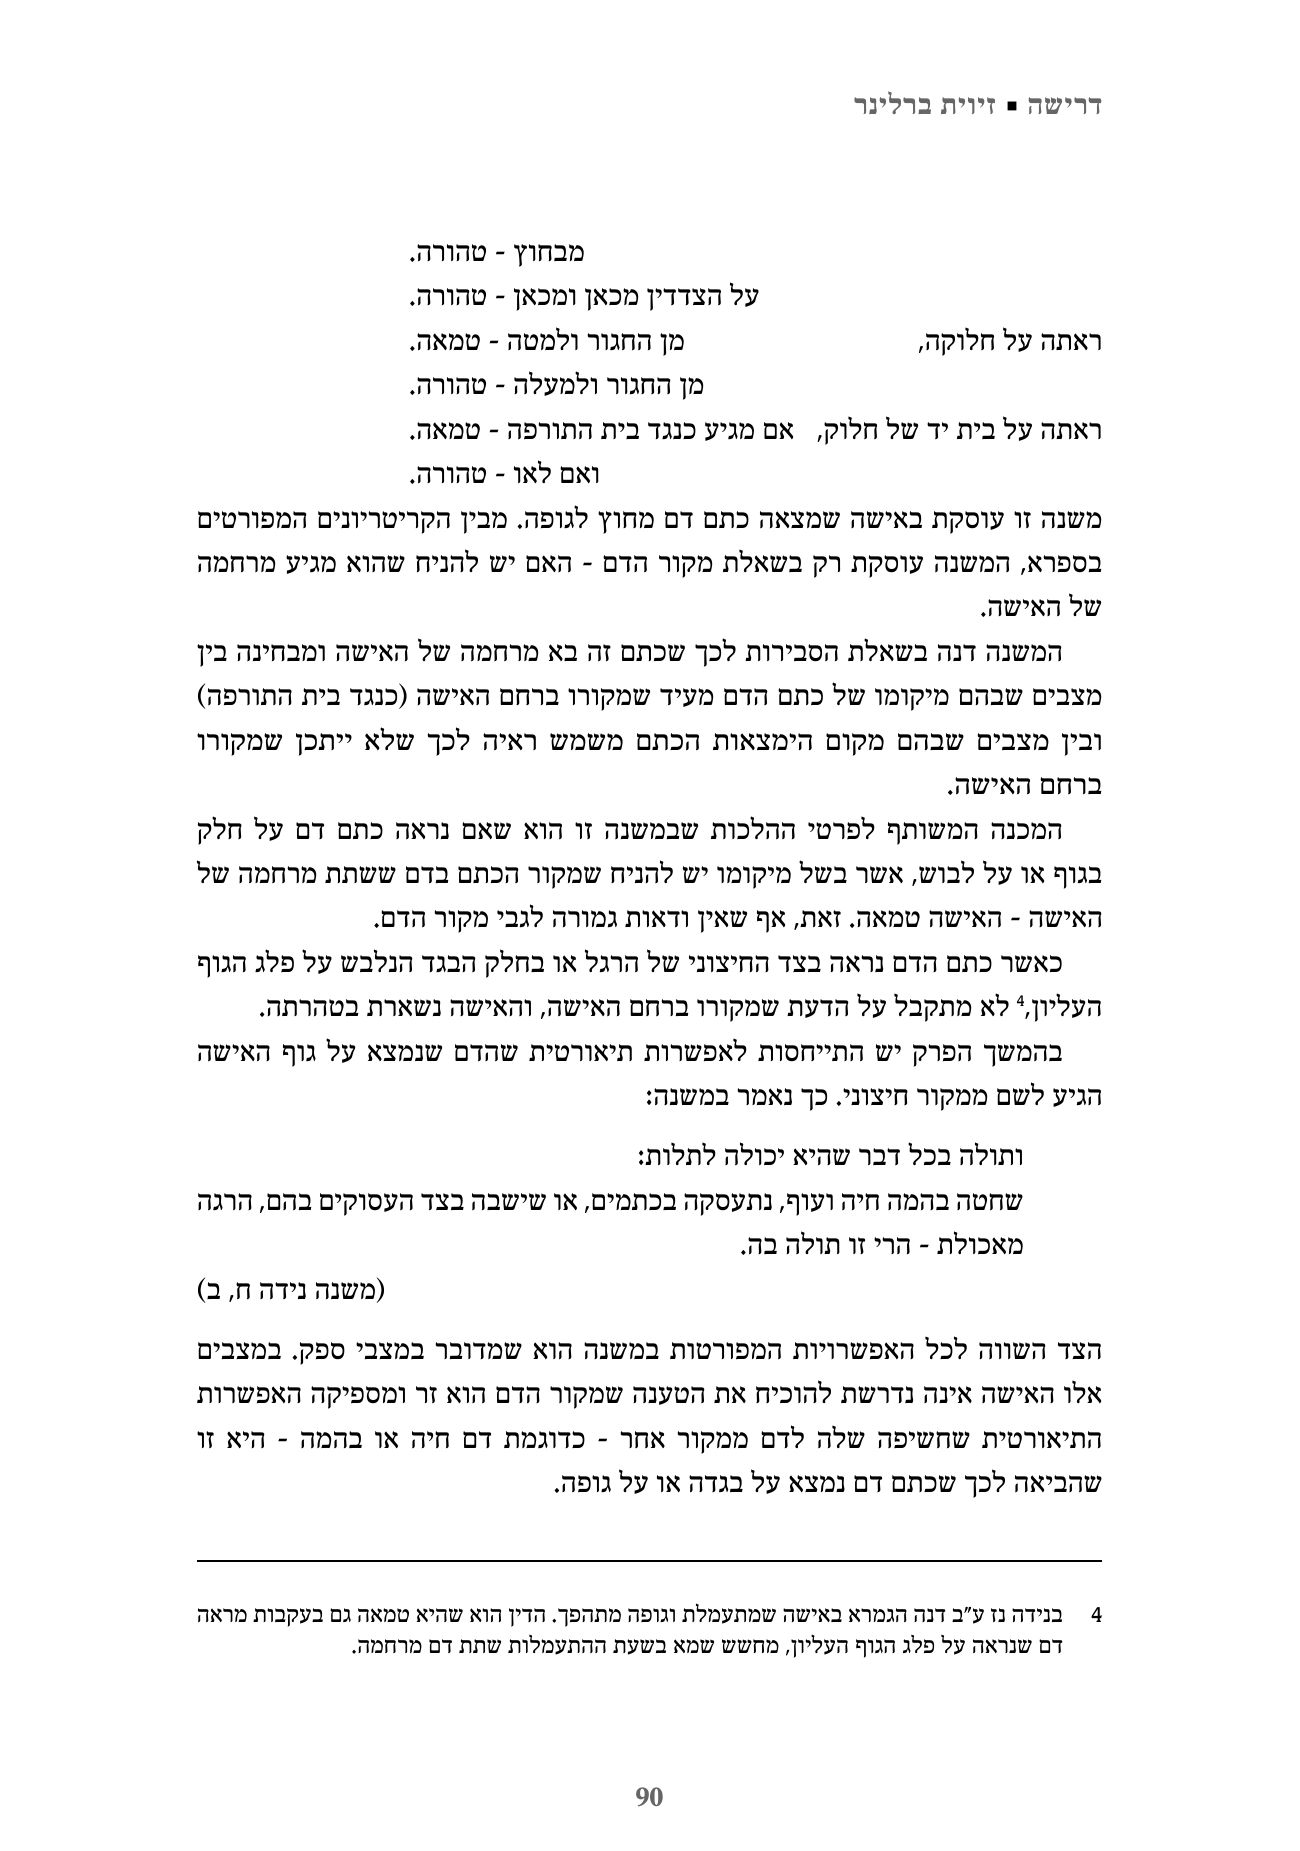 דרישה ▪ זיוית ברלינר
מבחוץ - טהורה.
על הצדדין מכאן ומכאן - טהורה.
ראתה על חלוקה, מן החגור ולמטה - טמאה.
מן החגור ולמעלה - טהורה.
ראתה על בית יד של חלוק, אם מגיע כנגד בית התורפה - טמאה.
ואם לאו - טהורה.
משנה זו עוסקת באישה שמצאה כתם דם מחוץ לגופה. מבין הקריטריונים המפורטים
בספרא, המשנה עוסקת רק בשאלת מקור הדם - האם יש להניח שהוא מגיע מרחמה
של האישה.
המשנה דנה בשאלת הסבירות לכך שכתם זה בא מרחמה של האישה ומבחינה בין
מצבים שבהם מיקומו של כתם הדם מעיד שמקורו ברחם האישה (כנגד בית התורפה)
ובין מצבים שבהם מקום הימצאות הכתם משמש ראיה לכך שלא ייתכן שמקורו
ברחם האישה.
המכנה המשותף לפרטי ההלכות שבמשנה זו הוא שאם נראה כתם דם על חלק
בגוף או על לבוש, אשר בשל מיקומו יש להניח שמקור הכתם בדם ששתת מרחמה של
האישה - האישה טמאה. זאת, אף שאין ודאות גמורה לגבי מקור הדם.
כאשר כתם הדם נראה בצד החיצוני של הרגל או בחלק הבגד הנלבש על פלג הגוף
העליון,4 לא מתקבל על הדעת שמקורו ברחם האישה, והאישה נשארת בטהרתה.
בהמשך הפרק יש התייחסות לאפשרות תיאורטית שהדם שנמצא על גוף האישה
הגיע לשם ממקור חיצוני. כך נאמר במשנה:
ותולה בכל דבר שהיא יכולה לתלות:
שחטה בהמה חיה ועוף, נתעסקה בכתמים, או שישבה בצד העסוקים בהם, הרגה
מאכולת - הרי זו תולה בה.
(משנה נידה ח, ב)
הצד השווה לכל האפשרויות המפורטות במשנה הוא שמדובר במצבי ספק. במצבים
אלו האישה אינה נדרשת להוכיח את הטענה שמקור הדם הוא זר ומספיקה האפשרות
התיאורטית שחשיפה שלה לדם ממקור אחר - כדוגמת דם חיה או בהמה - היא זו
שהביאה לכך שכתם דם נמצא על בגדה או על גופה.
4 בנידה נז ע״ב דנה הגמרא באישה שמתעמלת וגופה מתהפך. הדין הוא שהיא טמאה גם בעקבות מראה
דם שנראה על פלג הגוף העליון, מחשש שמא בשעת ההתעמלות שתת דם מרחמה.
90